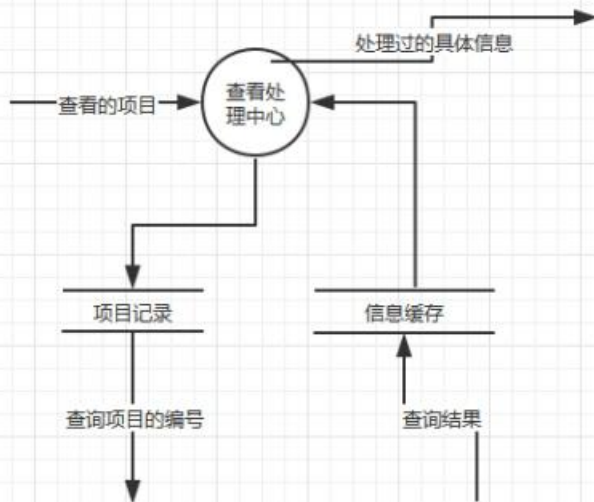 处理过的具体信息
查看的项目
查看处
理中心
项目记录
信息缓存
查询项目的编号
查询结果